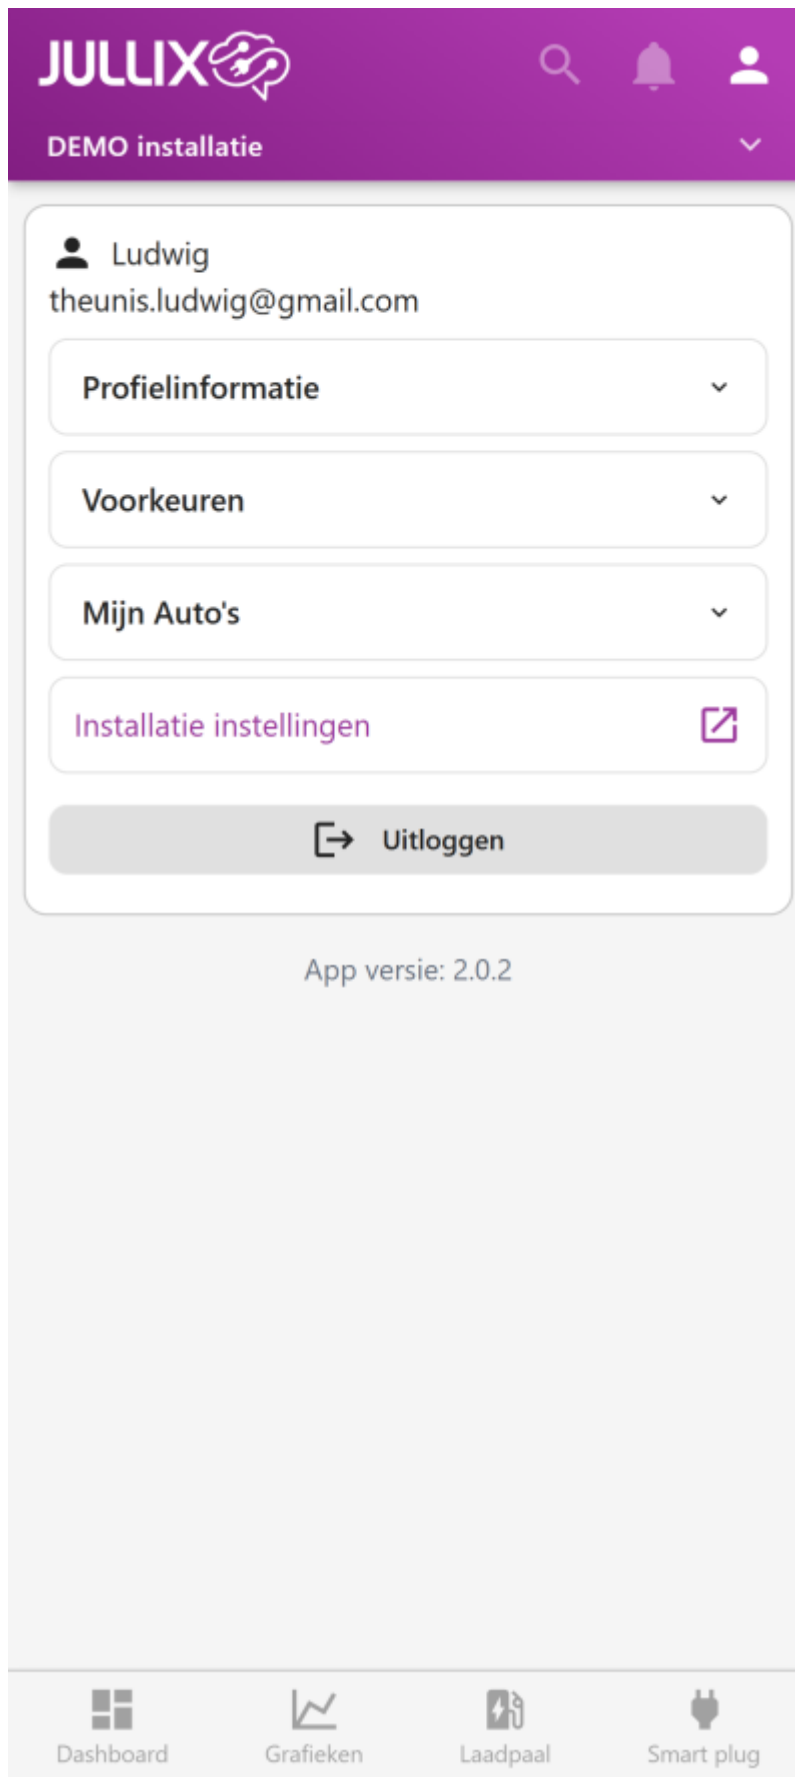 JULLIX
DEMO installatie
Ludwig
theunis.ludwig@gmail.com
Profielinformatie
Voorkeuren
Mijn Auto's
Installatie instellingen
Uitloggen
App versie: 2.0.2
Dashboard Grafieken Laadpaal Smart plug